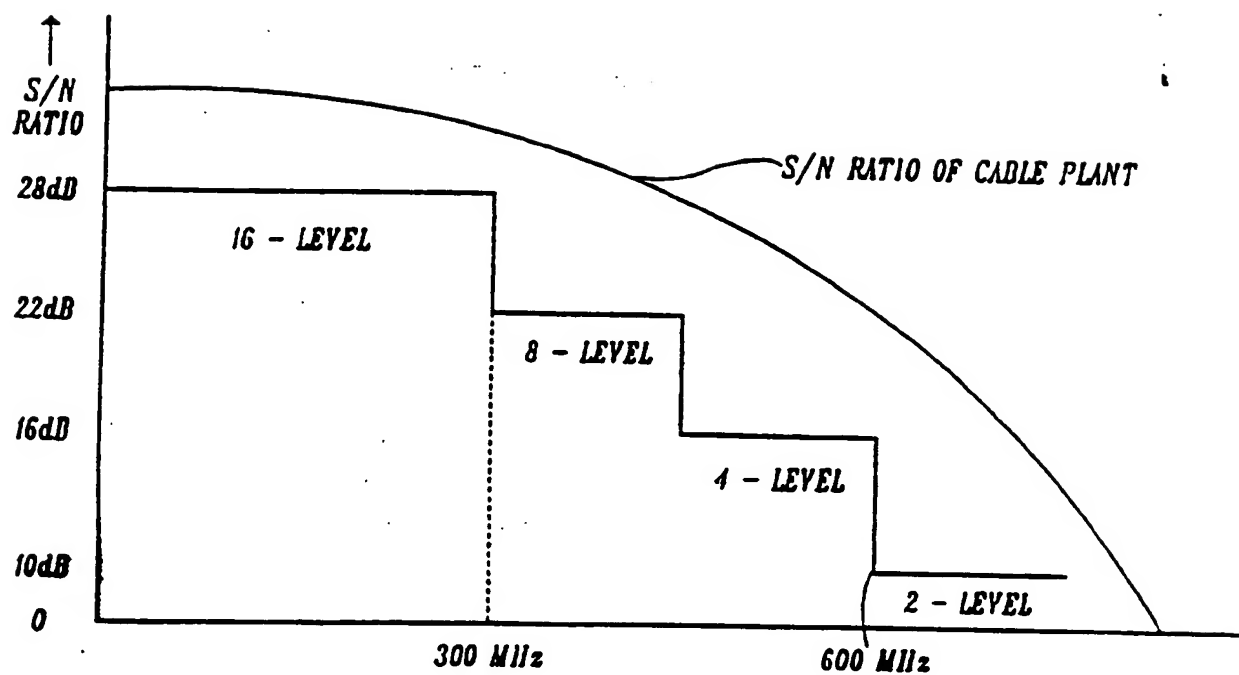 S/N
RATIO
S/N RATIO OF CABLE PLANT
28dB
16 - LEVEL
22dB
8 - LEVEL
16dB
4 - LEVEL
10dB
2 - LEVEL
0
300 MHz
600 MHz